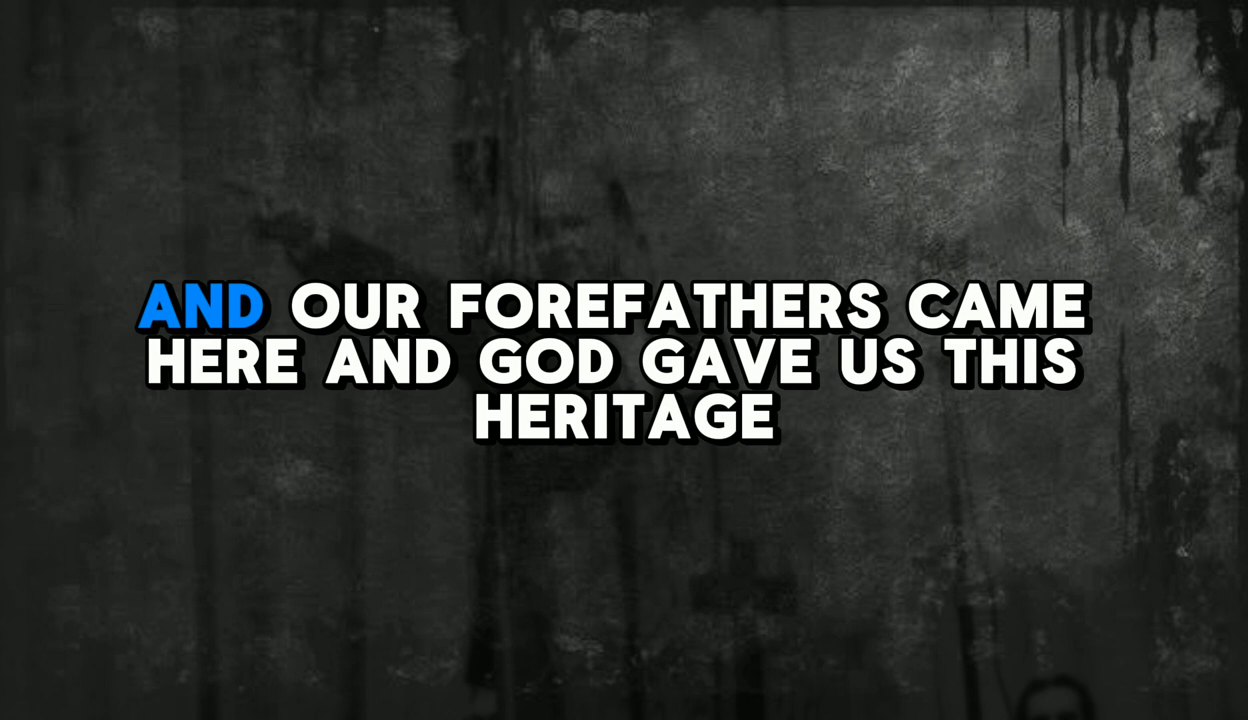 AND OUR FOREFATHERS CAME
HERE AND GOD GAVE US THIS
HERITAGE